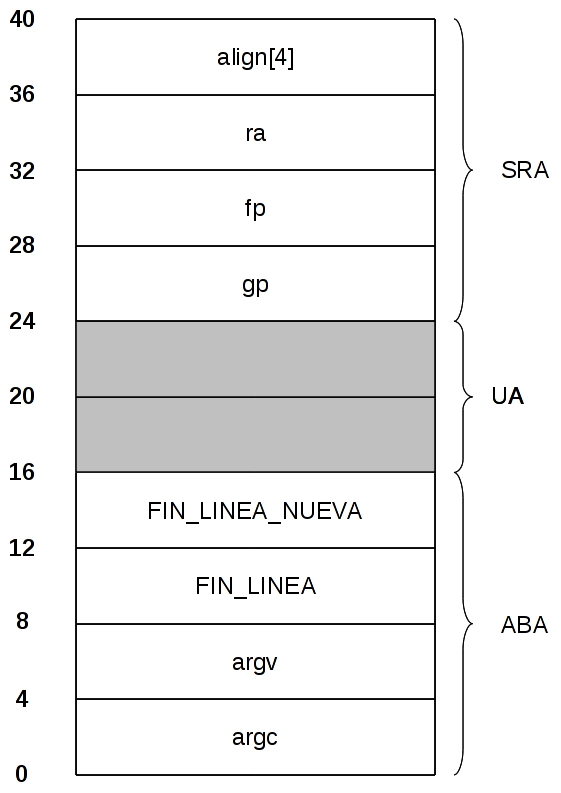 40
align[4]
36
ra
32
SRA
fp
28
gp
24
20
UA
16
FIN_LINEA_NUEVA
12
FIN_LINEA
8
ABA
argv
4
argc
0